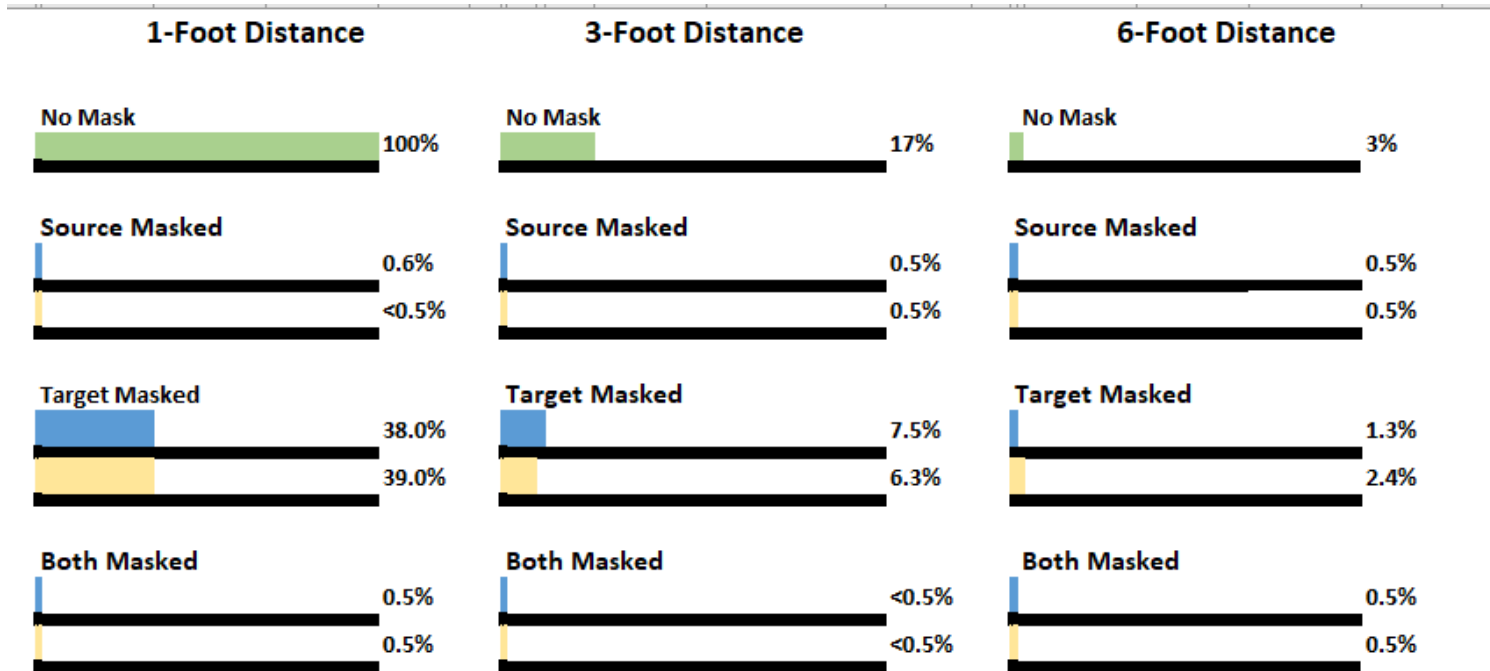 1-Foot Distance 3-Foot Distance 6-Foot Distance
No Mask No Mask No Mask
100% 17% 3%
Source Masked Source Masked Source Masked
0.6% 0.5% 0.5%
<0.5% 0.5% 0.5%
Target Masked Target Masked Target Masked
38.0% 7.5% 1.3%
39.0% 6.3% 2.4%
Both Masked Both Masked Both Masked
0.5% <0.5% 0.5%
0.5% <0.5% 0.5%